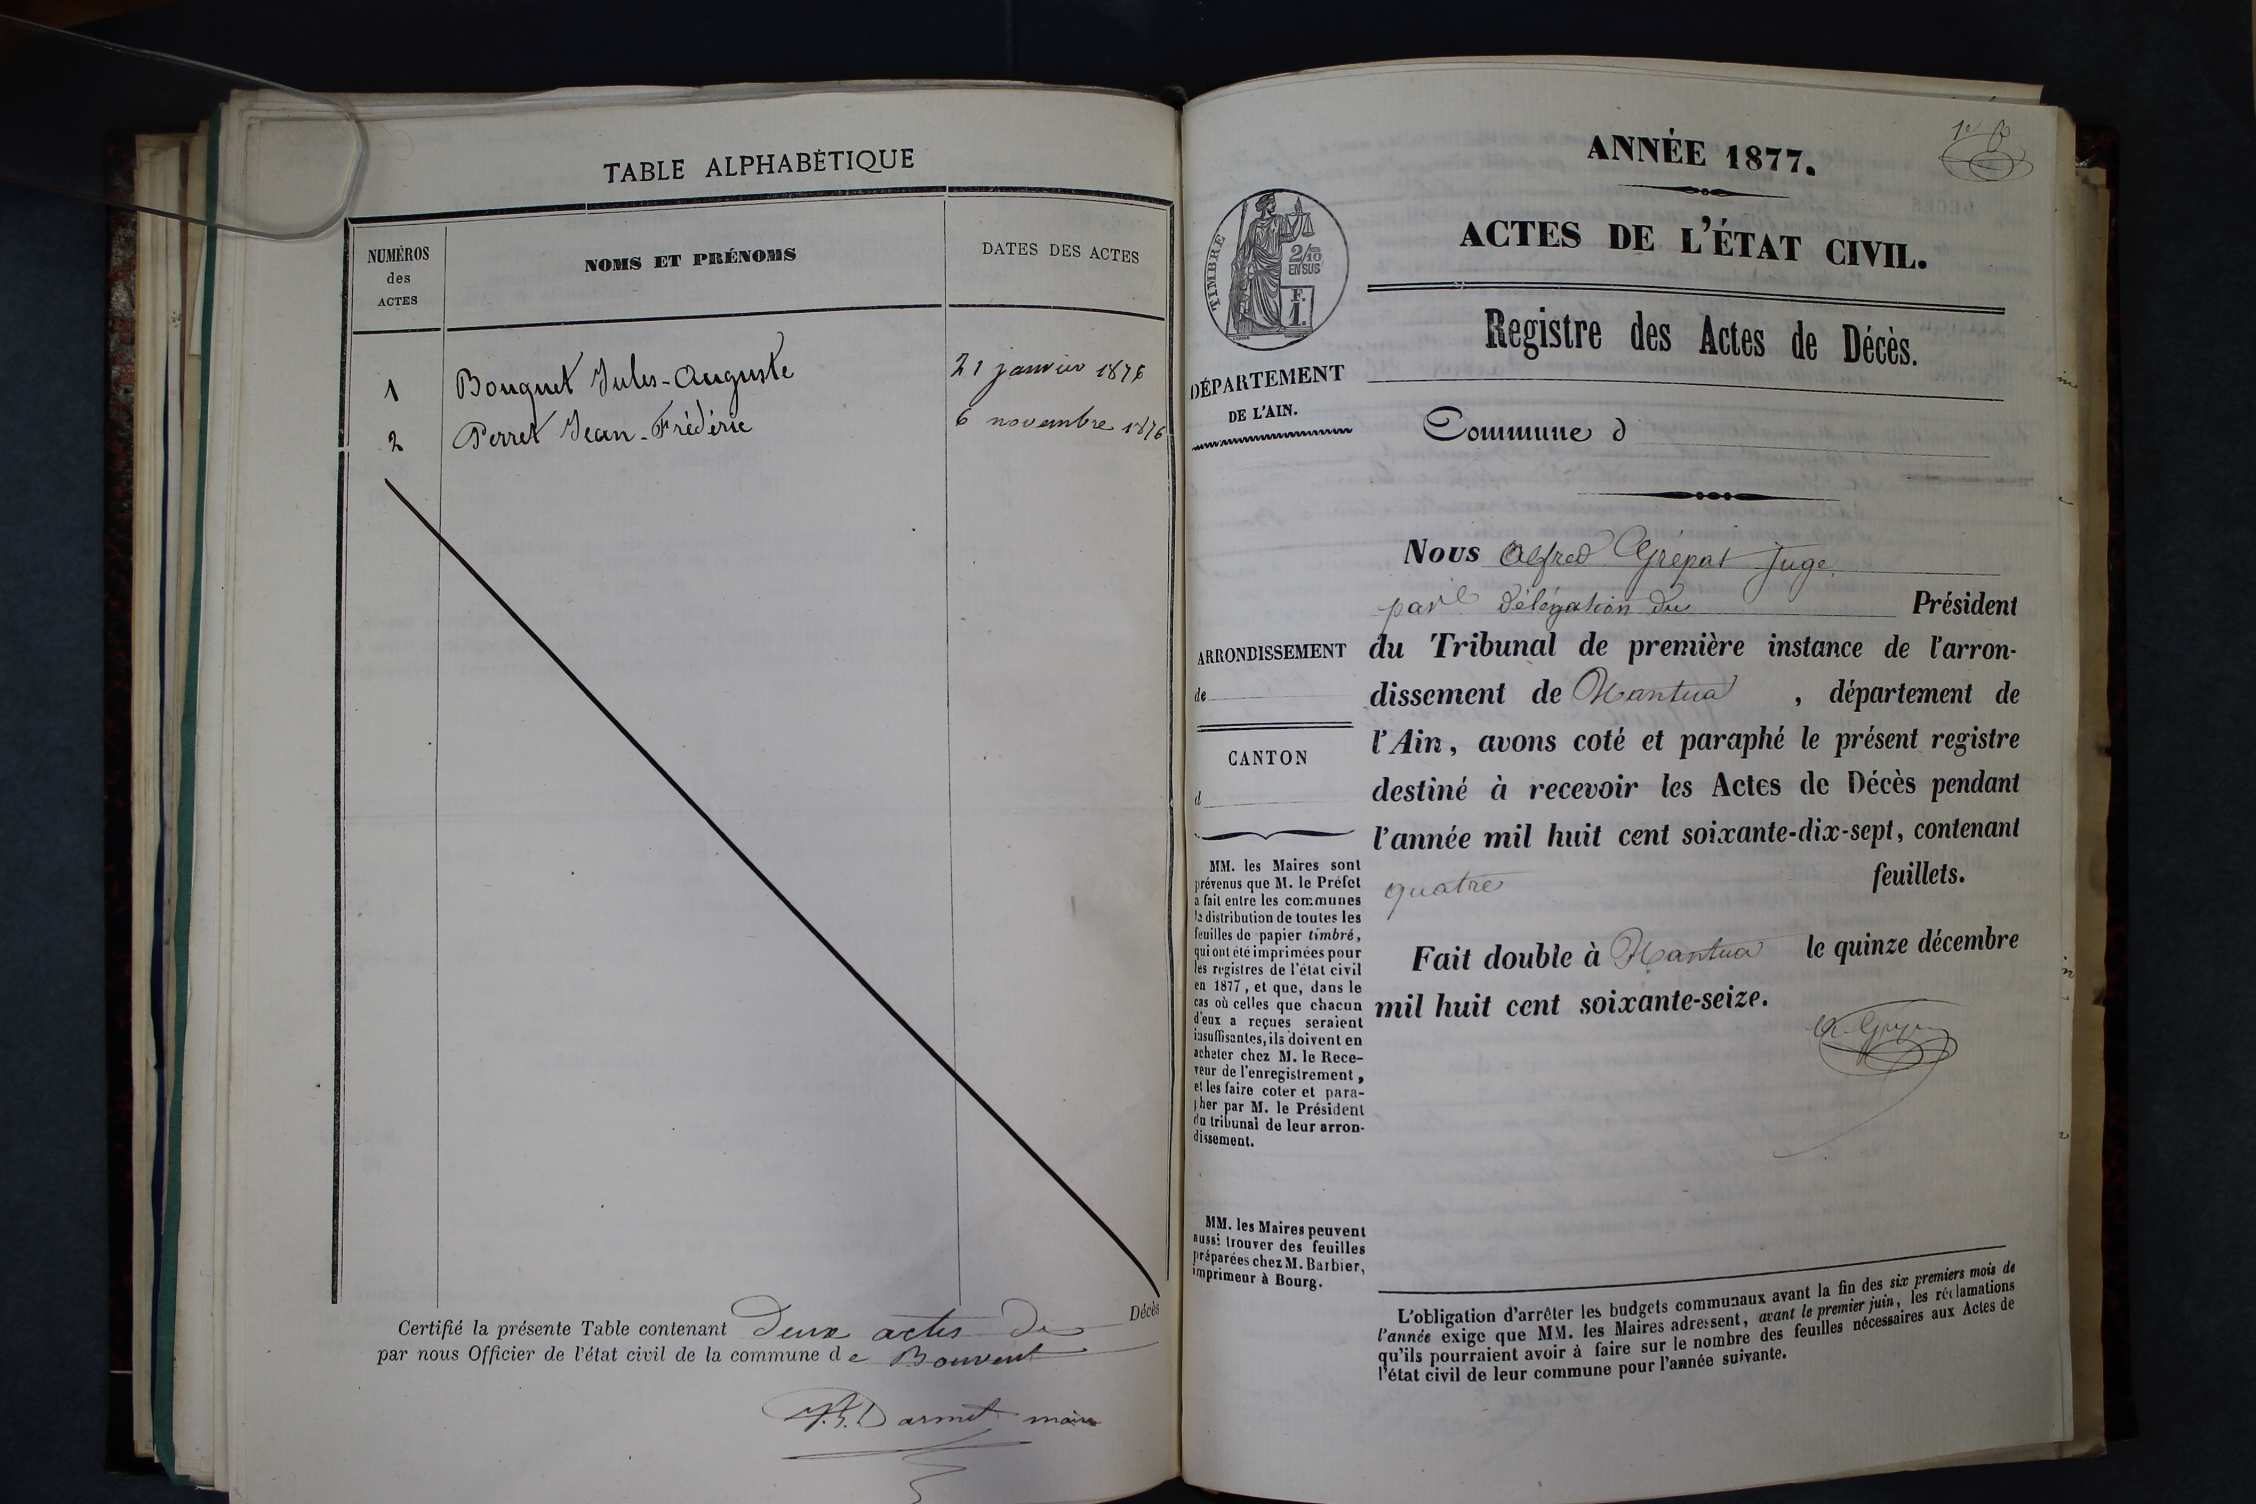 TABLE ALPHABÉTIQUE
NUMÉROS
des
ACTES
NOMS ET PRÉNOMS
DATES DES ACTES
1 Bouquet Jules-Auguste 21 janvier 1876
2 Perret Jean-Frédéric 6 novembre 1876
Certifié la présente Table contenant Deux actes de Décès
par nous Officier de l'état civil de la commune de Bouvent
Darmet maire
ANNÉE 1877.
ACTES DE L'ÉTAT CIVIL.
TIMBRE
2/10
EN SUS
F.
1.
Registre des Actes de Décès.
DÉPARTEMENT
DE L'AIN.
Commune d
Nous Alfred Grépat Juge
par délégation du Président
ARRONDISSEMENT
de
CANTON
d
du Tribunal de première instance de l'arron-
dissement de Nantua , département de
l'Ain, avons coté et paraphé le présent registre
destiné à recevoir les Actes de Décès pendant
l'année mil huit cent soixante-dix-sept, contenant
quatre feuillets.
Fait double à Nantua le quinze décembre
mil huit cent soixante-seize.
MM. les Maires sont
prévenus que M. le Préfet
a fait entre les communes
la distribution de toutes les
feuilles de papier timbré,
qui ont été imprimées pour
les registres de l'état civil
en 1877, et que, dans le
cas où celles que chacun
d'eux a reçues seraient
insuffisantes, ils doivent en
acheter chez M. le Rece-
veur de l'enregistrement,
et les faire coter et para-
pher par M. le Président
du tribunal de leur arron-
dissement.
MM. les Maires peuvent
aussi trouver des feuilles
préparées chez M. Barbier,
imprimeur à Bourg.
L'obligation d'arrêter les budgets communaux avant la fin des six premiers mois de
l'année exige que MM. les Maires adressent, avant le premier juin, les réclamations
qu'ils pourraient avoir à faire sur le nombre des feuilles nécessaires aux Actes de
l'état civil de leur commune pour l'année suivante.